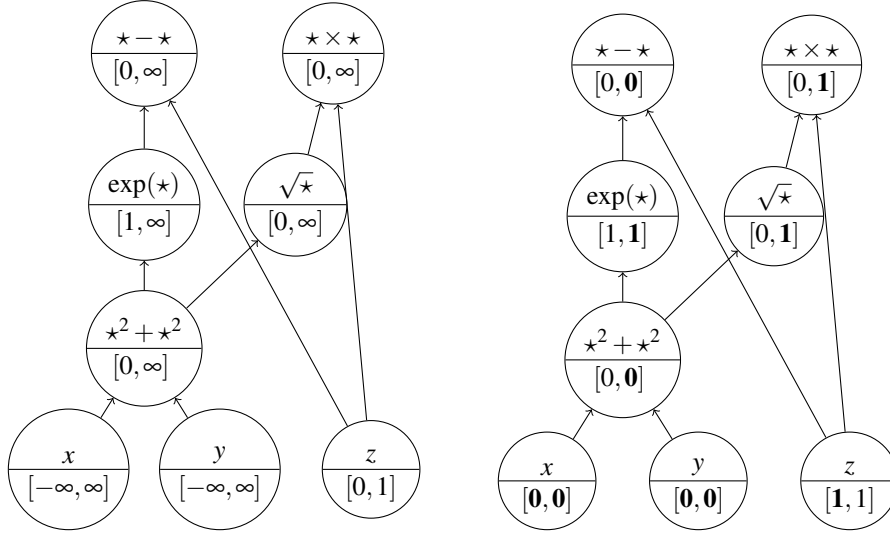 ⋆ − ⋆
[0, ∞]
⋆ × ⋆
[0, ∞]
exp(⋆)
[1, ∞]
√⋆
[0, ∞]
⋆² + ⋆²
[0, ∞]
x
[−∞, ∞]
y
[−∞, ∞]
z
[0, 1]
⋆ − ⋆
[0, 0]
⋆ × ⋆
[0, 1]
exp(⋆)
[1, 1]
√⋆
[0, 1]
⋆² + ⋆²
[0, 0]
x
[0, 0]
y
[0, 0]
z
[1, 1]